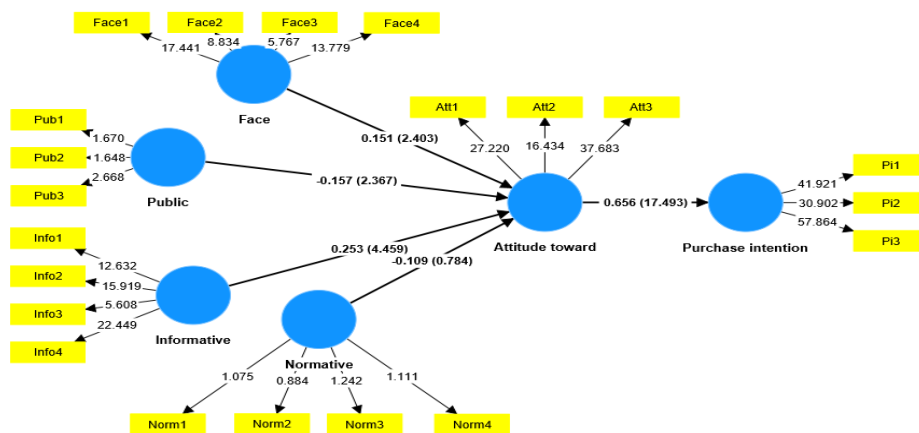 Face1
Face2
Face3
Face4
17.441
8.834
5.767
13.779
Face
Att1
Att2
Att3
27.220
16.434
37.683
0.151 (2.403)
Pub1
Pub2
Pub3
1.670
1.648
2.668
Public
-0.157 (2.367)
Pi1
Pi2
Pi3
41.921
30.902
57.864
0.656 (17.493)
Attitude toward
Purchase intention
Info1
Info2
Info3
Info4
12.632
15.919
5.608
22.449
Informative
0.253 (4.459)
-0.109 (0.784)
Normative
1.075
0.884
1.242
1.111
Norm1
Norm2
Norm3
Norm4